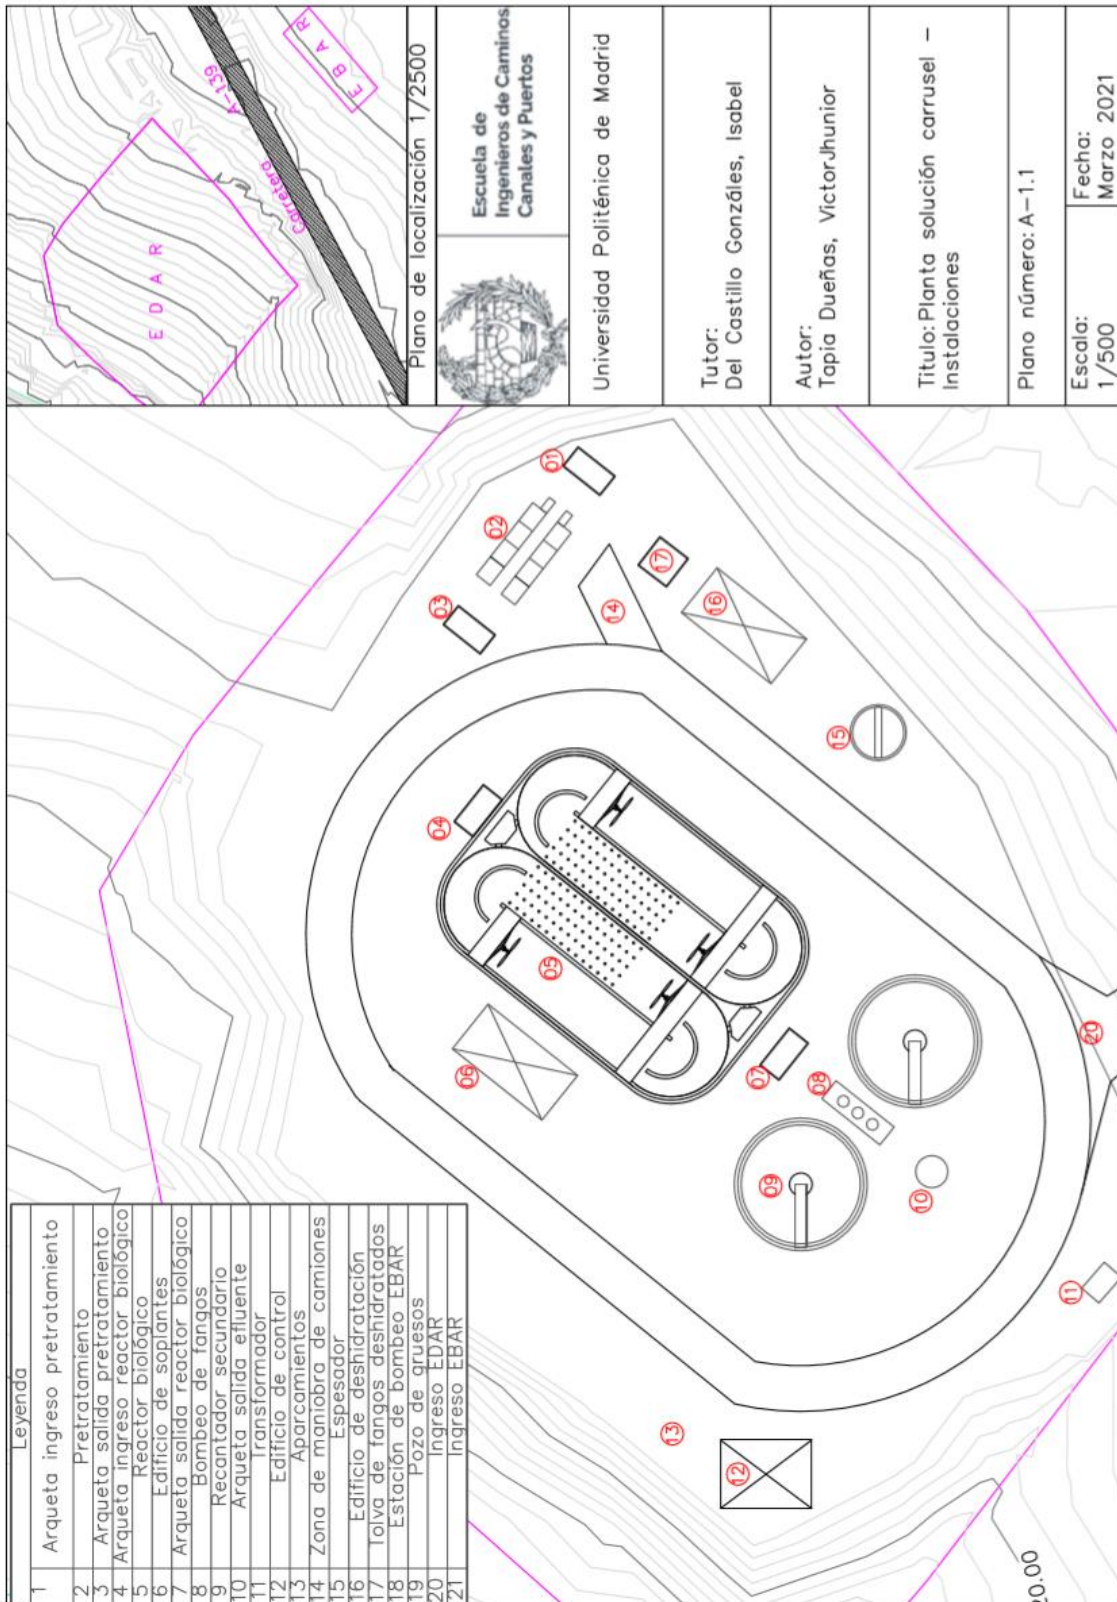 Leyenda
1 Arqueta ingreso pretratamiento
2 Pretratamiento
3 Arqueta salida pretratamiento
4 Arqueta ingreso reactor biológico
5 Reactor biológico
6 Edificio de soplantes
7 Arqueta salida reactor biológico
8 Bombeo de fangos
9 Recantador secundario
10 Arqueta salida efluente
11 Transformador
12 Edificio de control
13 Aparcamientos
14 Zona de maniobra de camiones
15 Espesador
16 Edificio de deshidratación
17 Tolva de fangos deshidratados
18 Estación de bombeo EBAR
19 Pozo de gruesos
20 Ingreso EDAR
21 Ingreso EBAR
01
02
03
04
05
06
07
08
09
10
11
12
13
14
15
16
17
20
20.00
E D A R
E B A R
Carretera
A-139
Plano de localización 1/2500
Escuela de
Ingenieros de Caminos
Canales y Puertos
Universidad Politénica de Madrid
Tutor:
Del Castillo Gonzáles, Isabel
Autor:
Tapia Dueñas, VictorJhunior
Titulo: Planta solución carrusel –
Instalaciones
Plano número: A-1.1
Escala:
1/500
Fecha:
Marzo 2021